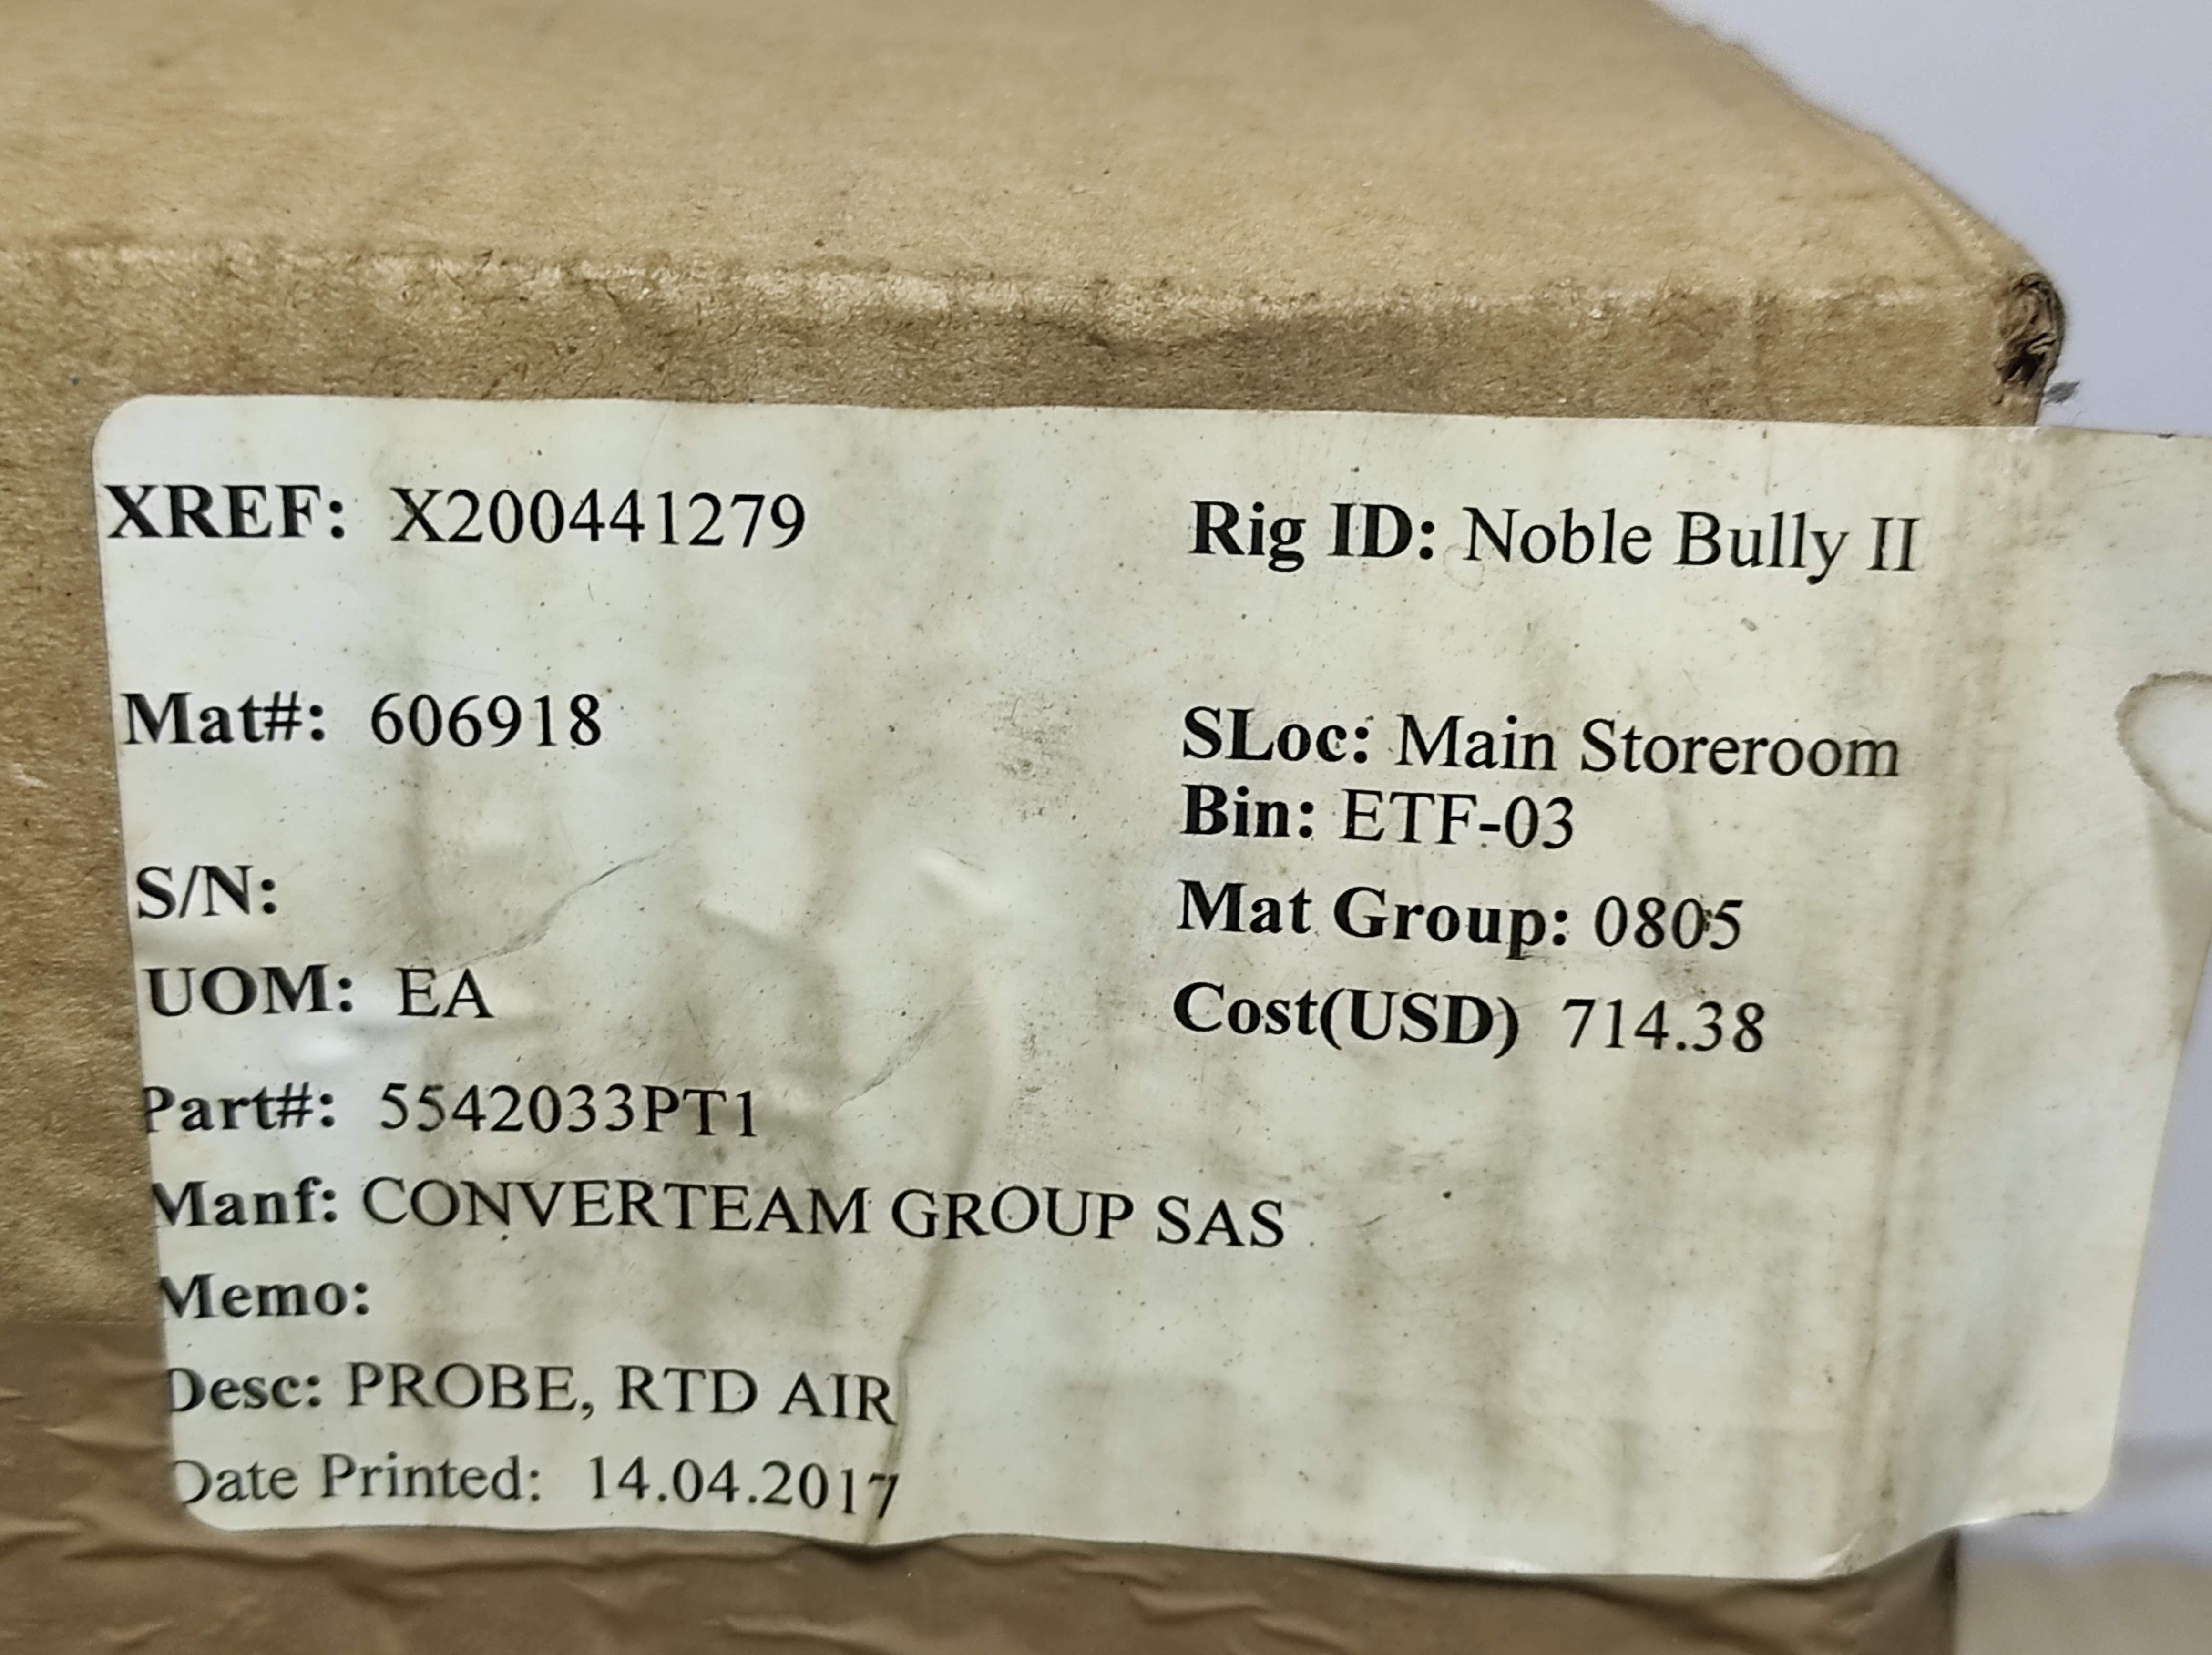 XREF: X200441279
Rig ID: Noble Bully II
Mat#: 606918
SLoc: Main Storeroom
Bin: ETF-03
S/N:
Mat Group: 0805
UOM: EA
Cost(USD) 714.38
Part#: 5542033PT1
Manf: CONVERTEAM GROUP SAS
Memo:
Desc: PROBE, RTD AIR
Date Printed: 14.04.2017